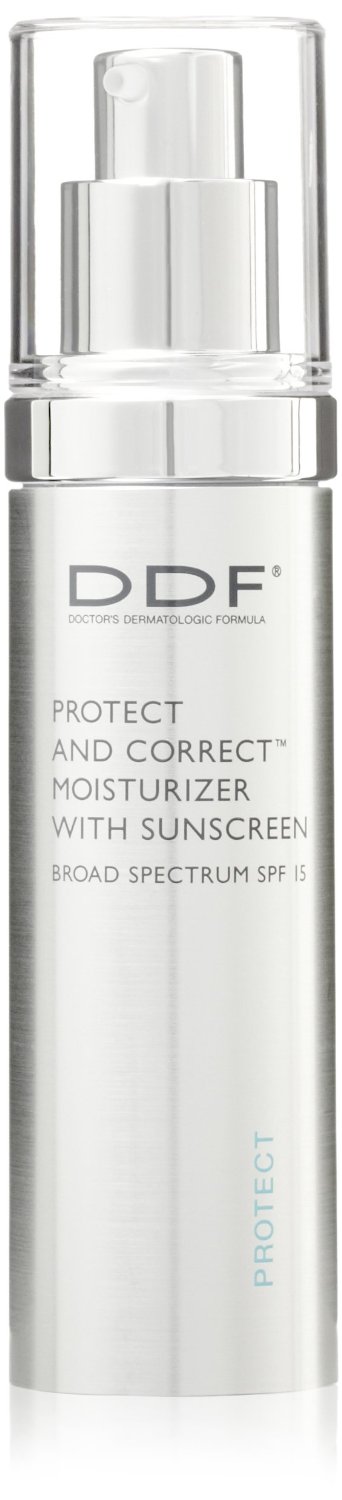 DDF®
DOCTOR'S DERMATOLOGIC FORMULA
PROTECT
AND CORRECT™
MOISTURIZER
WITH SUNSCREEN
BROAD SPECTRUM SPF 15
PROTECT